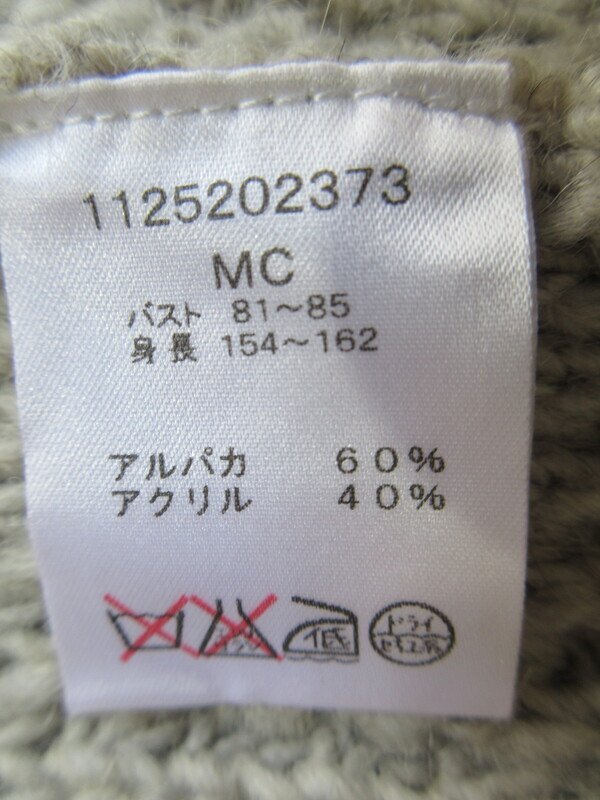 1125202373
MC
バスト 81～85
身長 154～162
アルパカ 60%
アクリル 40%
低 ドライ